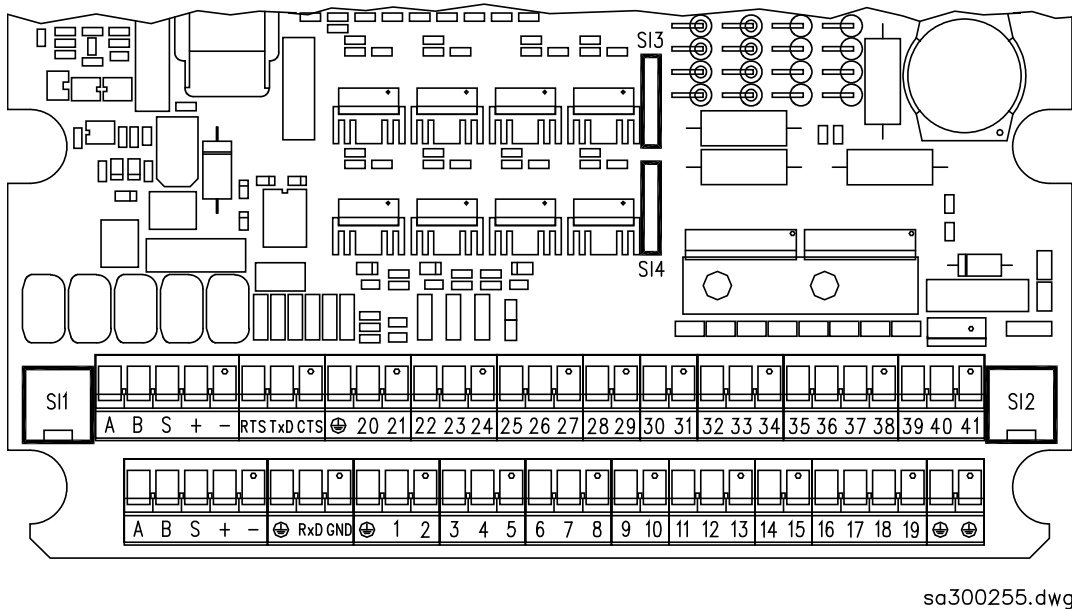 SI3
SI4
SI1
A B S + - RTS TxD CTS ⏚ 20 21 22 23 24 25 26 27 28 29 30 31 32 33 34 35 36 37 38 39 40 41
SI2
A B S + - ⏚ RxD GND ⏚ 1 2 3 4 5 6 7 8 9 10 11 12 13 14 15 16 17 18 19 ⏚ ⏚
sa300255.dwg